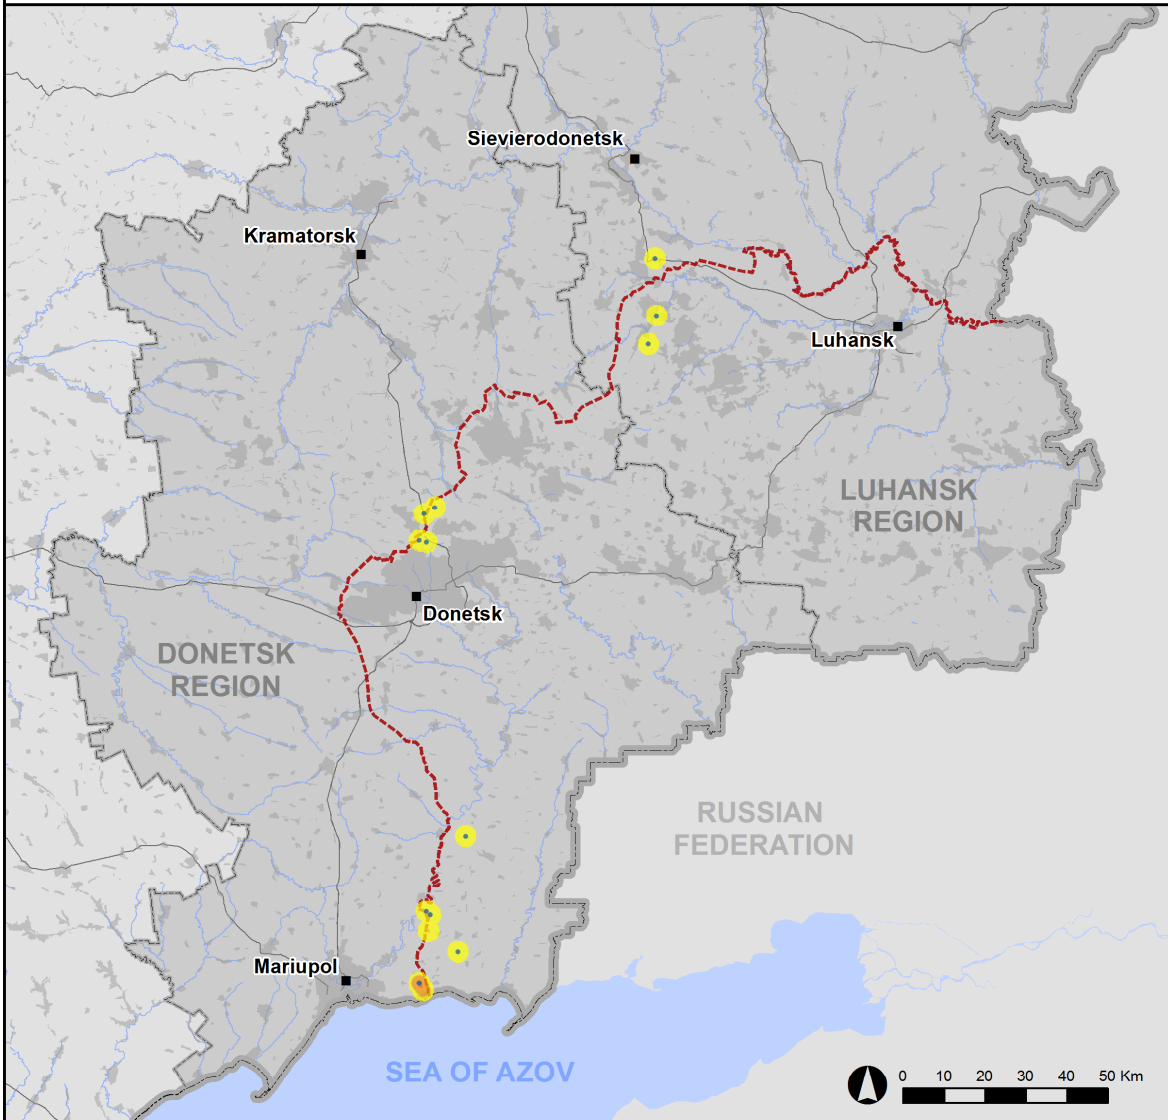 Sievierodonetsk
Kramatorsk
Luhansk
LUHANSK
REGION
Donetsk
DONETSK
REGION
RUSSIAN
FEDERATION
Mariupol
SEA OF AZOV
0 10 20 30 40 50 Km